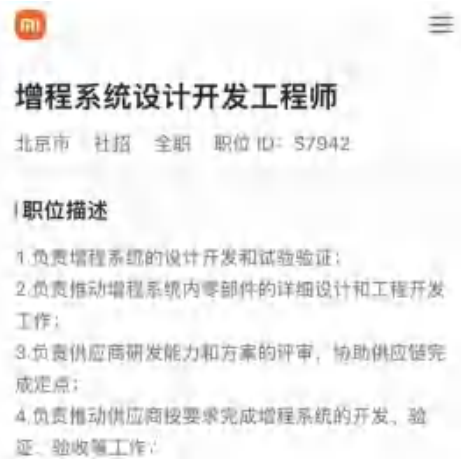 mi
增程系统设计开发工程师
北京市 社招 全职 职位 ID: S7942
职位描述
1.负责增程系统的设计开发和试验验证；
2.负责推动增程系统内零部件的详细设计和工程开发
工作；
3.负责供应商研发能力和方案的评审，协助供应链完
成定点；
4.负责推动供应商按要求完成增程系统的开发、验
证、验收等工作；